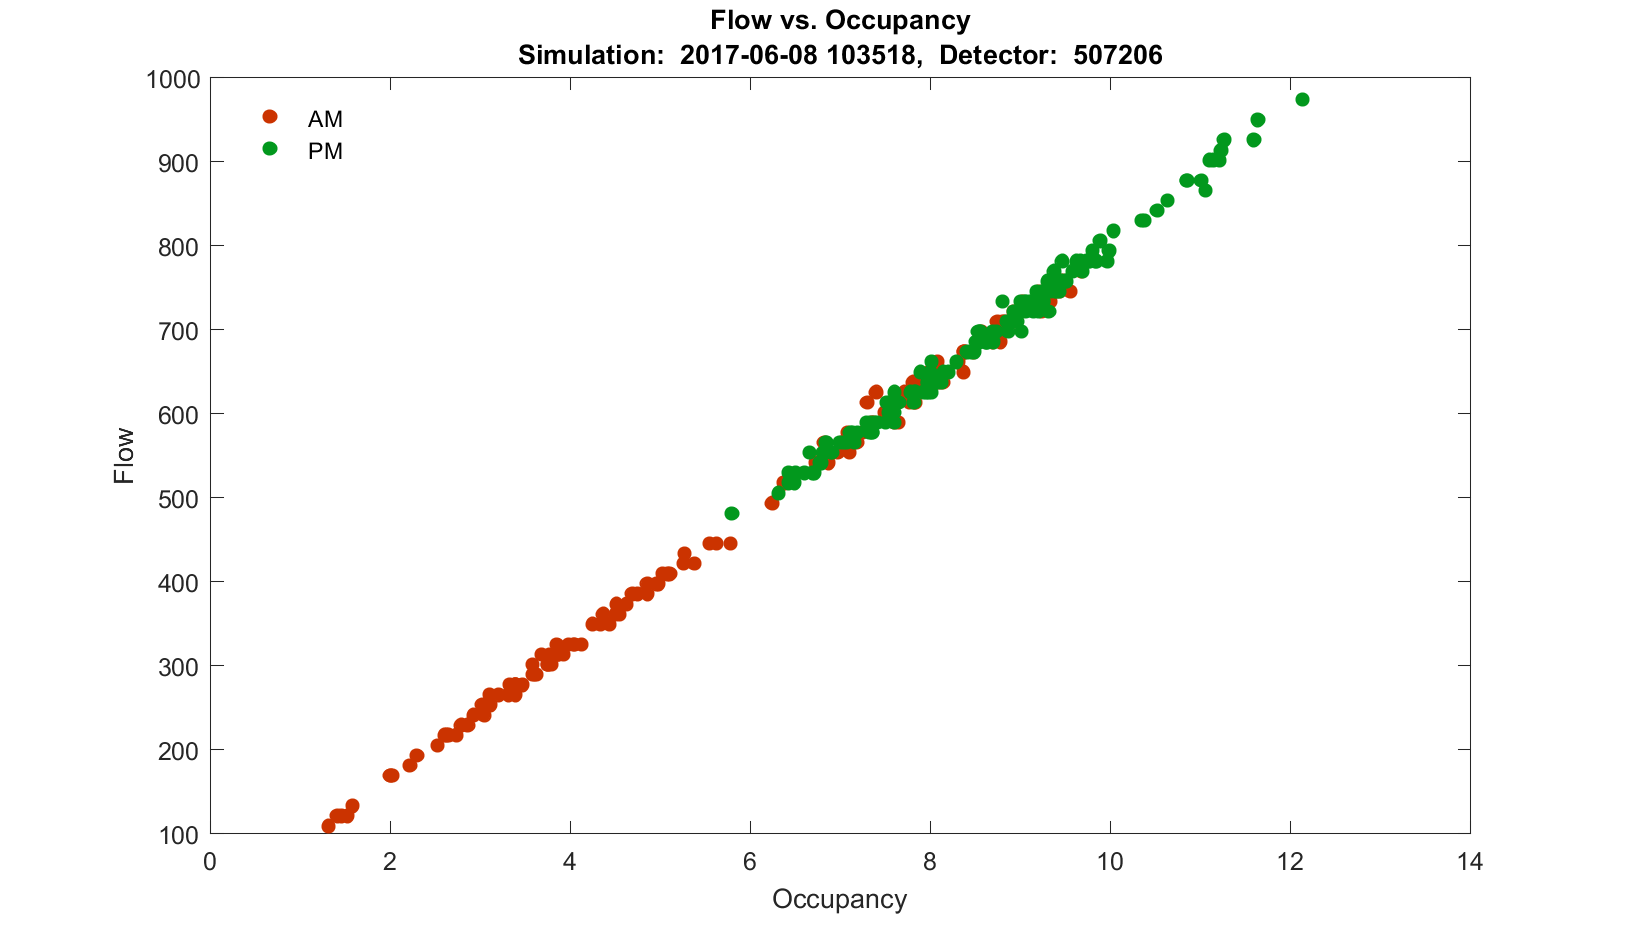 Flow vs. Occupancy
Simulation:  2017-06-08 103518,  Detector:  507206
1000
AM
PM
900
800
700
600
500
400
300
200
100
Flow
0 2 4 6 8 10 12 14
Occupancy